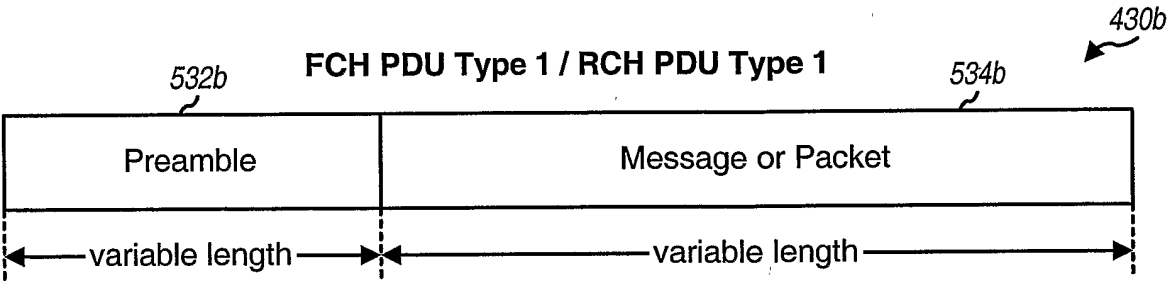 430b
FCH PDU Type 1 / RCH PDU Type 1
532b
534b
Preamble
Message or Packet
variable length
variable length